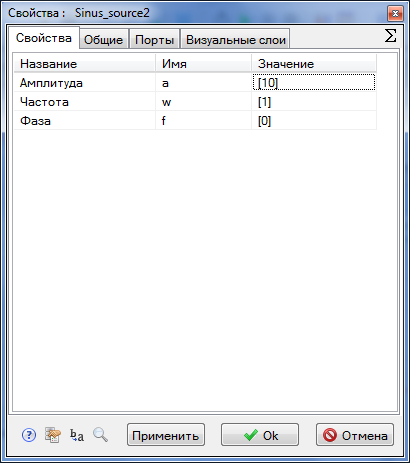 Свойства : Sinus_source2
Свойства Общие Порты Визуальные слои Σ
Название Имя Значение
Амплитуда a [10]
Частота w [1]
Фаза f [0]
? b→a Применить Ok Отмена